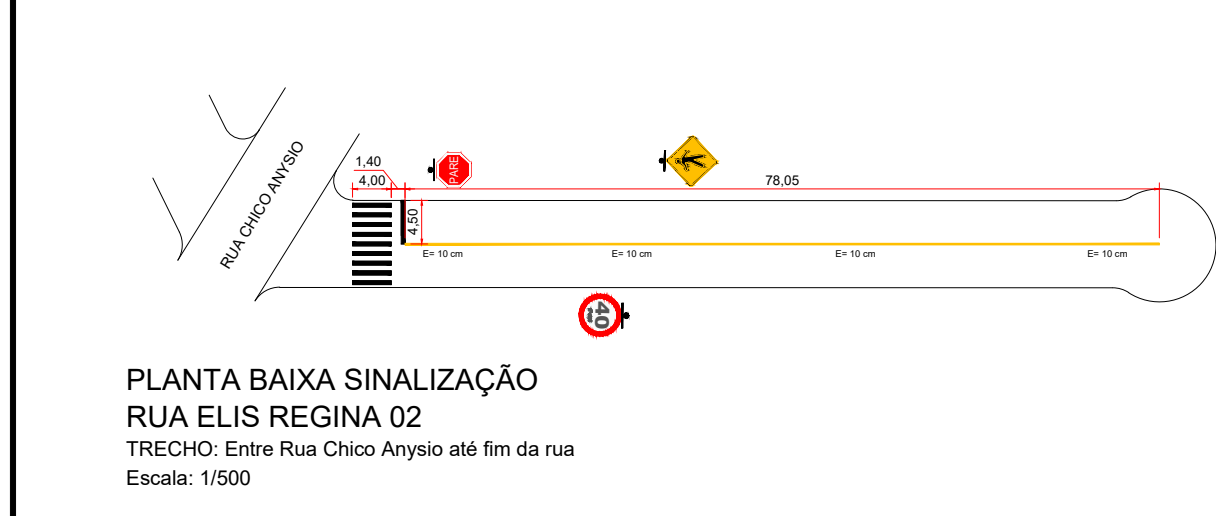 RUA CHICO ANYSIO
1,40
4,00
PARE
78,05
4,50
E= 10 cm
E= 10 cm
E= 10 cm
E= 10 cm
40
PLANTA BAIXA SINALIZAÇÃO
RUA ELIS REGINA 02
TRECHO: Entre Rua Chico Anysio até fim da rua
Escala: 1/500